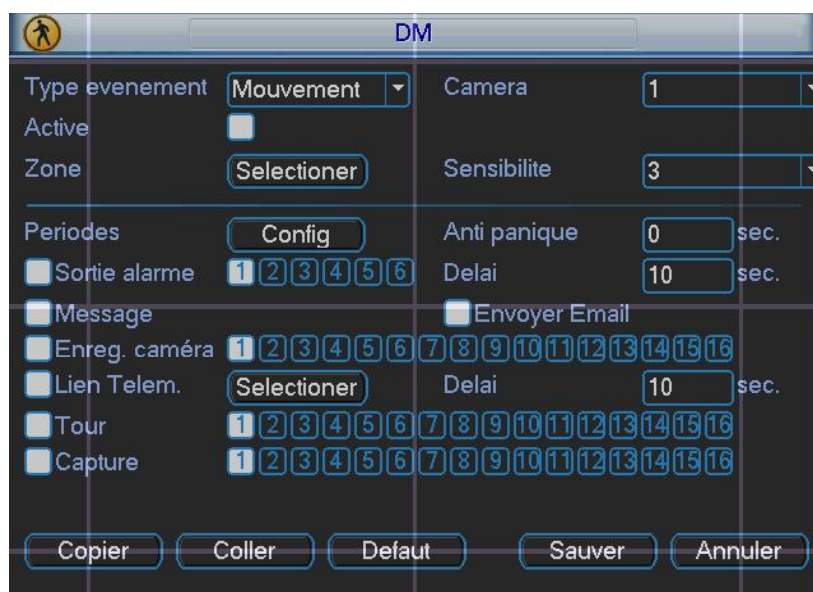 DM
Type evenement Mouvement Camera 1
Active
Zone Selectioner Sensibilite 3
Periodes Config Anti panique 0 sec.
Sortie alarme 1 2 3 4 5 6 Delai 10 sec.
Message Envoyer Email
Enreg. caméra 1 2 3 4 5 6 7 8 9 10 11 12 13 14 15 16
Lien Telem. Selectioner Delai 10 sec.
Tour 1 2 3 4 5 6 7 8 9 10 11 12 13 14 15 16
Capture 1 2 3 4 5 6 7 8 9 10 11 12 13 14 15 16
Copier Coller Defaut Sauver Annuler